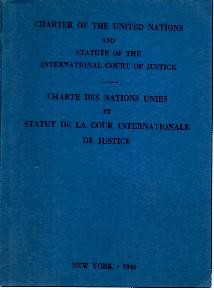 CHARTER OF THE UNITED NATIONS
AND
STATUTE OF THE
INTERNATIONAL COURT OF JUSTICE
CHARTE DES NATIONS UNIES
ET
STATUT DE LA COUR INTERNATIONALE
DE JUSTICE
NEW YORK · 1946